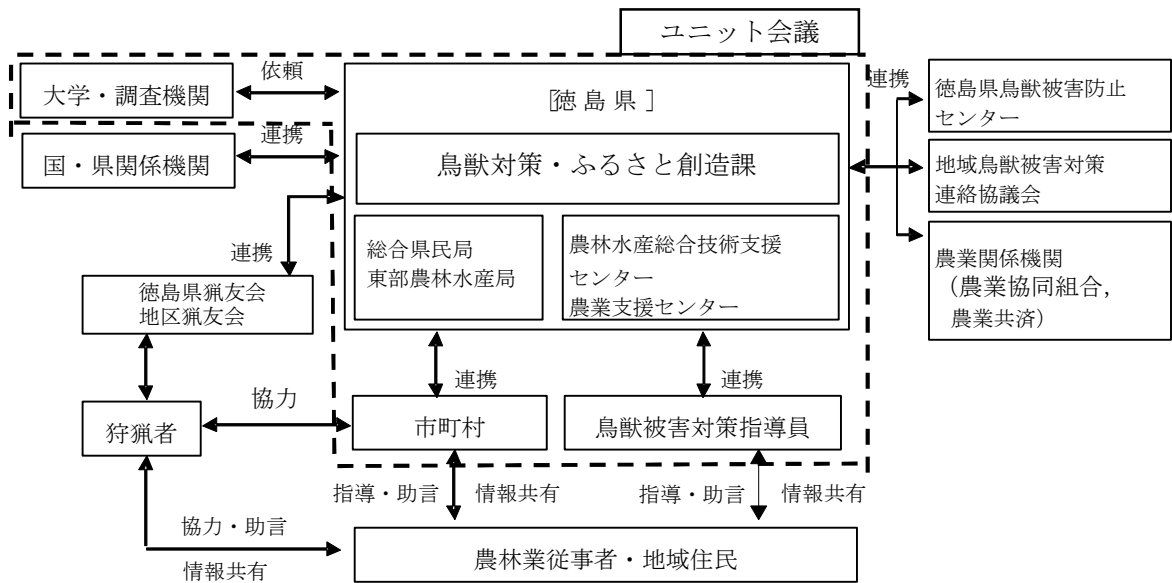 ユニット会議
大学・調査機関
依頼
[徳島県]
連携
徳島県鳥獣被害防止
センター
国・県関係機関
連携
鳥獣対策・ふるさと創造課
地域鳥獣被害対策
連絡協議会
総合県民局
東部農林水産局
農林水産総合技術支援
センター
農業支援センター
農業関係機関
（農業協同組合,
農業共済）
連携
徳島県猟友会
地区猟友会
連携
連携
狩猟者
協力
市町村
鳥獣被害対策指導員
指導・助言
情報共有
指導・助言
情報共有
協力・助言
情報共有
農林業従事者・地域住民